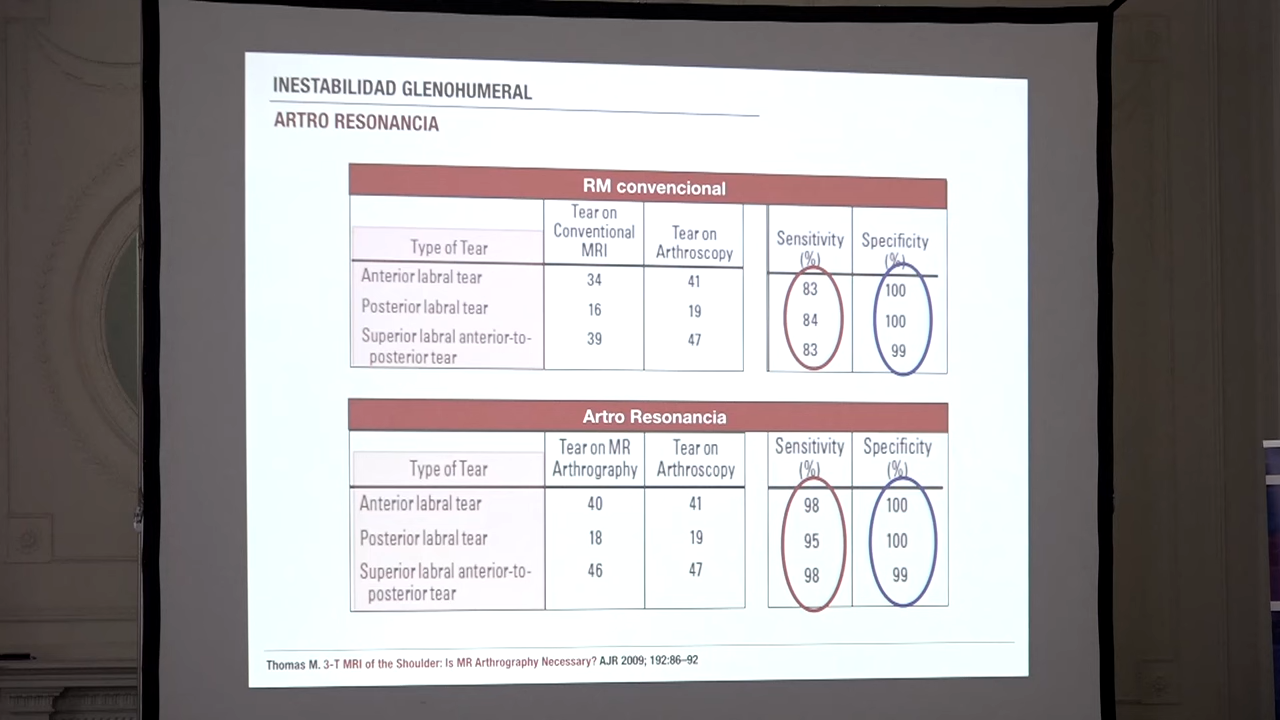 INESTABILIDAD GLENOHUMERAL
ARTRO RESONANCIA
RM convencional
Type of Tear
Tear on
Conventional
MRI
Tear on
Arthroscopy
Sensitivity
(%)
Specificity
(%)
Anterior labral tear 34 41 83 100
Posterior labral tear 16 19 84 100
Superior labral anterior-to-
posterior tear 39 47 83 99
Artro Resonancia
Type of Tear
Tear on MR
Arthrography
Tear on
Arthroscopy
Sensitivity
(%)
Specificity
(%)
Anterior labral tear 40 41 98 100
Posterior labral tear 18 19 95 100
Superior labral anterior-to-
posterior tear 46 47 98 99
Thomas M. 3-T MRI of the Shoulder: Is MR Arthrography Necessary? AJR 2009; 192:86–92